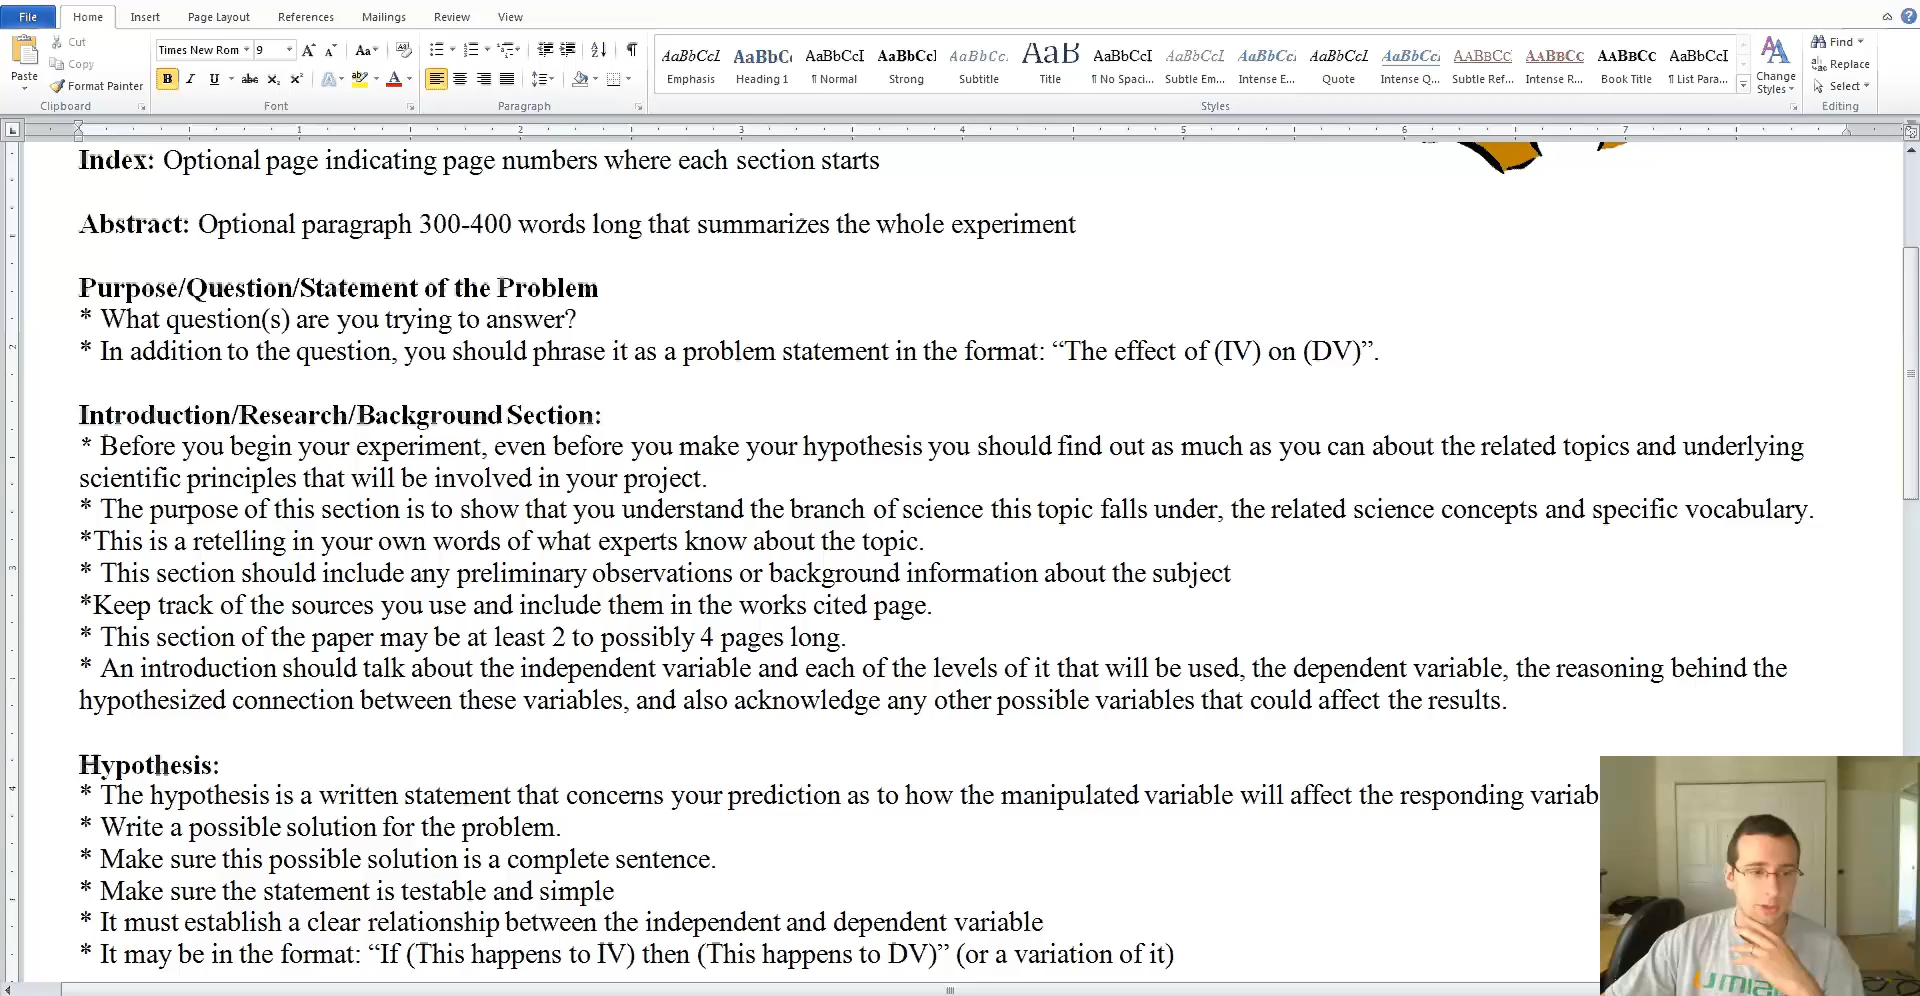 File Home Insert Page Layout References Mailings Review View
Cut
Copy
Format Painter
Paste
Clipboard
Times New Rom 9
Font
Paragraph
AaBbCcI AaBbC AaBbCcI AaBbCcI AaBbCc. AaB AaBbCcI AaBbCcI AaBbCcI AaBbCcI AaBbCcI AABBCC AABBCC AABBCC AaBbCcI
Emphasis Heading 1 ¶ Normal Strong Subtitle Title ¶ No Spaci... Subtle Em... Intense E... Quote Intense Q... Subtle Ref... Intense R... Book Title ¶ List Para...
Styles
Change Styles
Find
Replace
Select
Editing
1 2 3 4 5 6 7
Index: Optional page indicating page numbers where each section starts
Abstract: Optional paragraph 300-400 words long that summarizes the whole experiment
Purpose/Question/Statement of the Problem
* What question(s) are you trying to answer?
* In addition to the question, you should phrase it as a problem statement in the format: “The effect of (IV) on (DV)”.
Introduction/Research/Background Section:
* Before you begin your experiment, even before you make your hypothesis you should find out as much as you can about the related topics and underlying
scientific principles that will be involved in your project.
* The purpose of this section is to show that you understand the branch of science this topic falls under, the related science concepts and specific vocabulary.
*This is a retelling in your own words of what experts know about the topic.
* This section should include any preliminary observations or background information about the subject
*Keep track of the sources you use and include them in the works cited page.
* This section of the paper may be at least 2 to possibly 4 pages long.
* An introduction should talk about the independent variable and each of the levels of it that will be used, the dependent variable, the reasoning behind the
hypothesized connection between these variables, and also acknowledge any other possible variables that could affect the results.
Hypothesis:
* The hypothesis is a written statement that concerns your prediction as to how the manipulated variable will affect the responding variab
* Write a possible solution for the problem.
* Make sure this possible solution is a complete sentence.
* Make sure the statement is testable and simple
* It must establish a clear relationship between the independent and dependent variable
* It may be in the format: “If (This happens to IV) then (This happens to DV)” (or a variation of it)